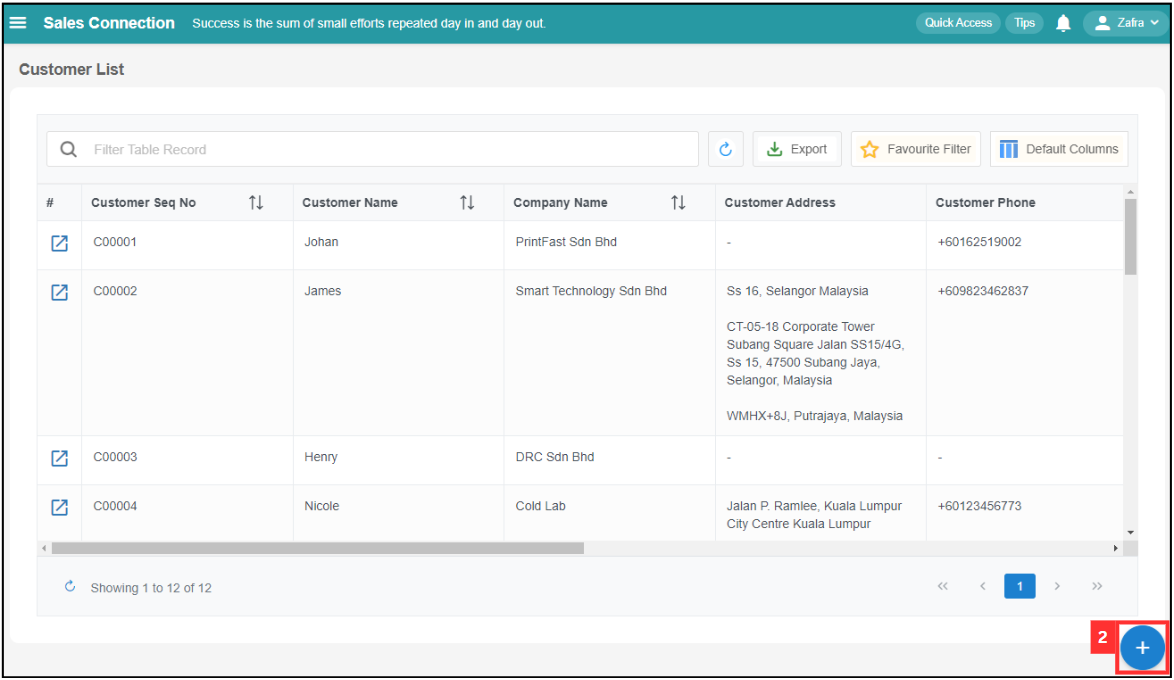 Sales Connection Success is the sum of small efforts repeated day in and day out. Quick Access Tips Zafra
Customer List
Filter Table Record Export Favourite Filter Default Columns
# Customer Seq No Customer Name Company Name Customer Address Customer Phone
C00001 Johan PrintFast Sdn Bhd - +60162519002
C00002 James Smart Technology Sdn Bhd Ss 16, Selangor Malaysia +609823462837
CT-05-18 Corporate Tower
Subang Square Jalan SS15/4G,
Ss 15, 47500 Subang Jaya,
Selangor, Malaysia
WMHX+8J, Putrajaya, Malaysia
C00003 Henry DRC Sdn Bhd - -
C00004 Nicole Cold Lab Jalan P. Ramlee, Kuala Lumpur +60123456773
City Centre Kuala Lumpur
Showing 1 to 12 of 12 << < 1 > >>
2 +